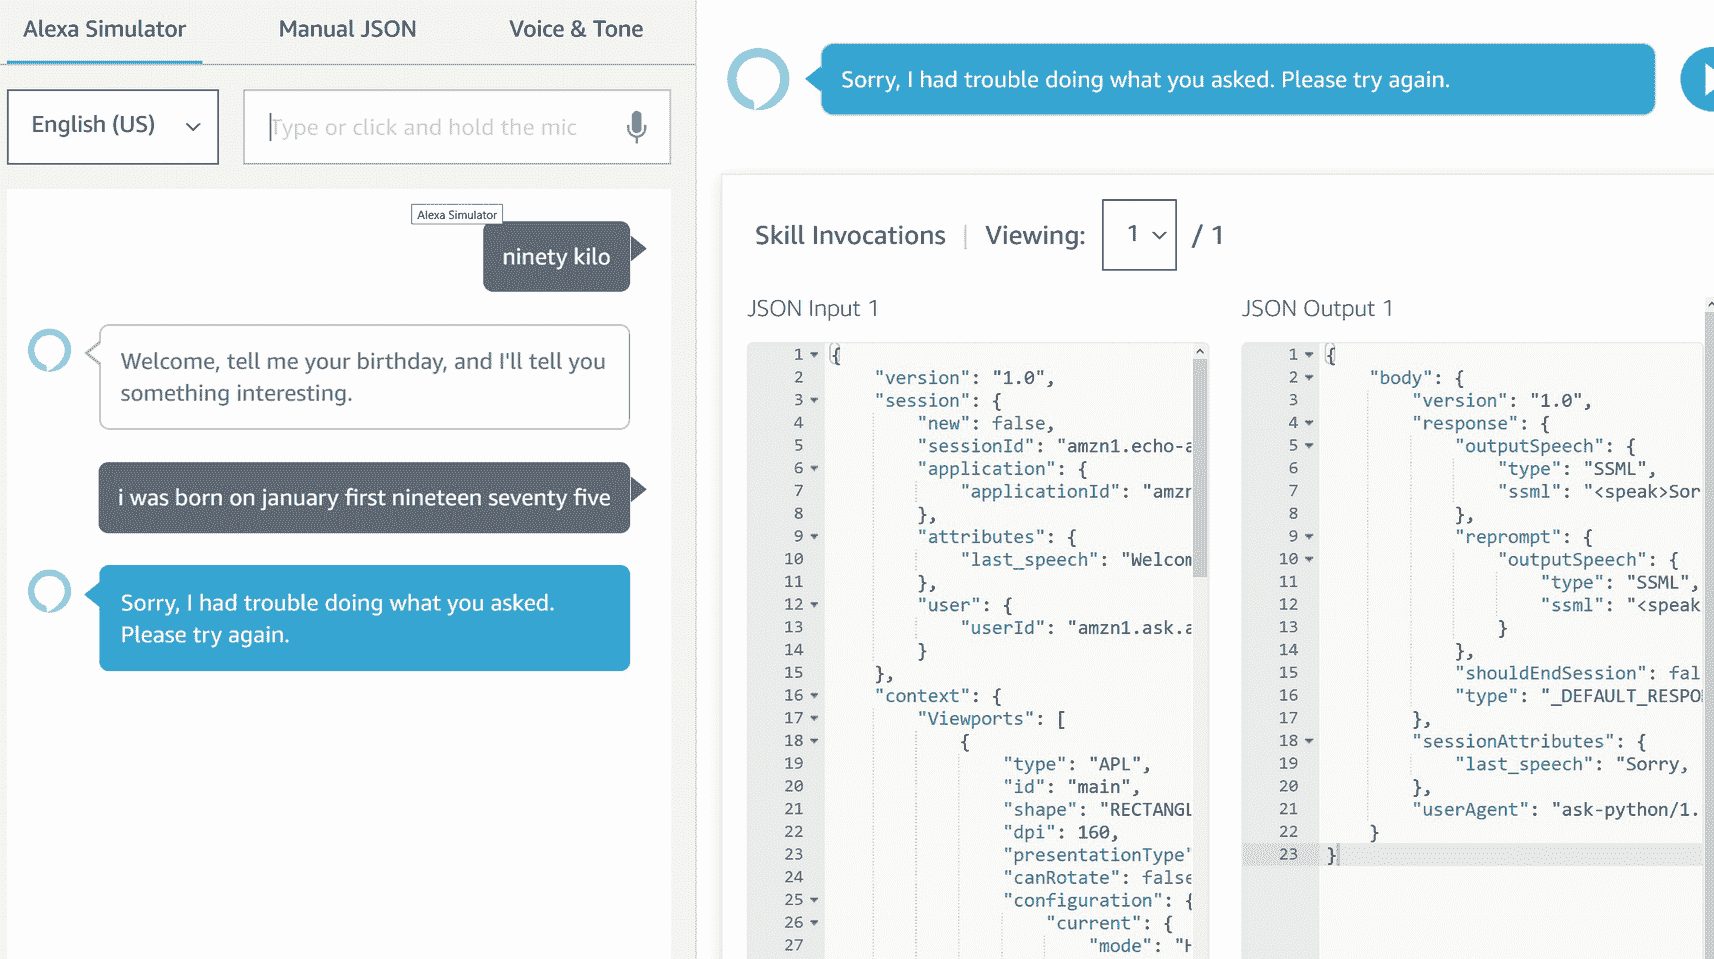 Alexa Simulator
Manual JSON
Voice & Tone
English (US)
Type or click and hold the mic
Alexa Simulator
ninety kilo
Welcome, tell me your birthday, and I'll tell you
something interesting.
i was born on january first nineteen seventy five
Sorry, I had trouble doing what you asked.
Please try again.
Sorry, I had trouble doing what you asked. Please try again.
Skill Invocations | Viewing: 1 / 1
JSON Input 1
1 {
2 "version": "1.0",
3 "session": {
4 "new": false,
5 "sessionId": "amzn1.echo-a
6 "application": {
7 "applicationId": "amzn
8 },
9 "attributes": {
10 "last_speech": "Welcom
11 },
12 "user": {
13 "userId": "amzn1.ask.a
14 }
15 },
16 "context": {
17 "Viewports": [
18 {
19 "type": "APL",
20 "id": "main",
21 "shape": "RECTANGL
22 "dpi": 160,
23 "presentationType"
24 "canRotate": false
25 "configuration": {
26 "current": {
27 "mode": "H
JSON Output 1
1 {
2 "body": {
3 "version": "1.0",
4 "response": {
5 "outputSpeech": {
6 "type": "SSML",
7 "ssml": "<speak>Sor
8 },
9 "reprompt": {
10 "outputSpeech": {
11 "type": "SSML",
12 "ssml": "<speak
13 }
14 },
15 "shouldEndSession": fal
16 "type": "_DEFAULT_RESPO
17 },
18 "sessionAttributes": {
19 "last_speech": "Sorry,
20 },
21 "userAgent": "ask-python/1.
22 }
23 }